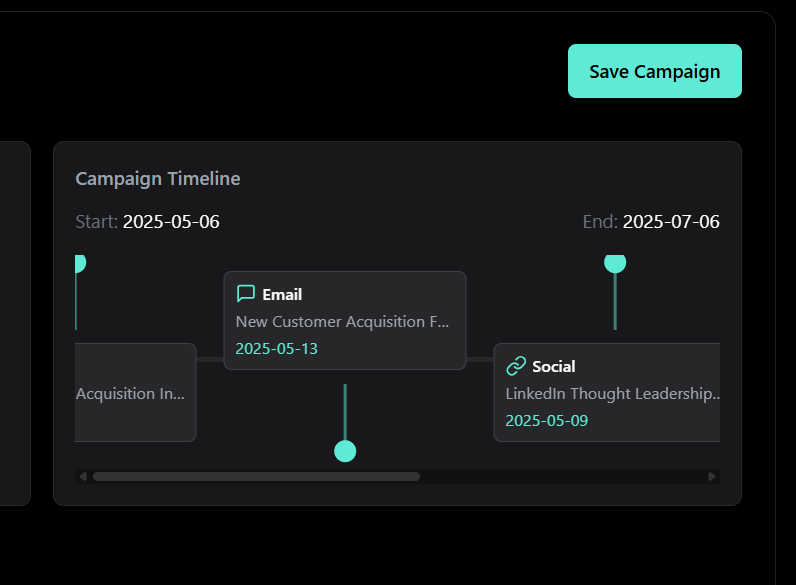 Save Campaign
Campaign Timeline
Start: 2025-05-06
End: 2025-07-06
Acquisition In...
Email
New Customer Acquisition F...
2025-05-13
Social
LinkedIn Thought Leadership..
2025-05-09